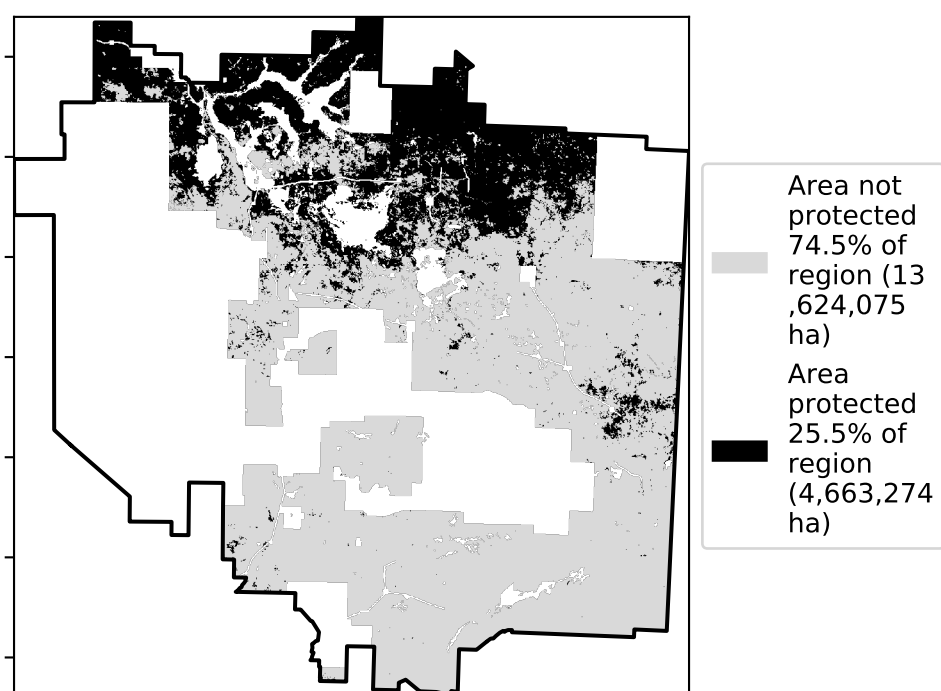 Area not
protected
74.5% of
region (13
,624,075
ha)
Area
protected
25.5% of
region
(4,663,274
ha)